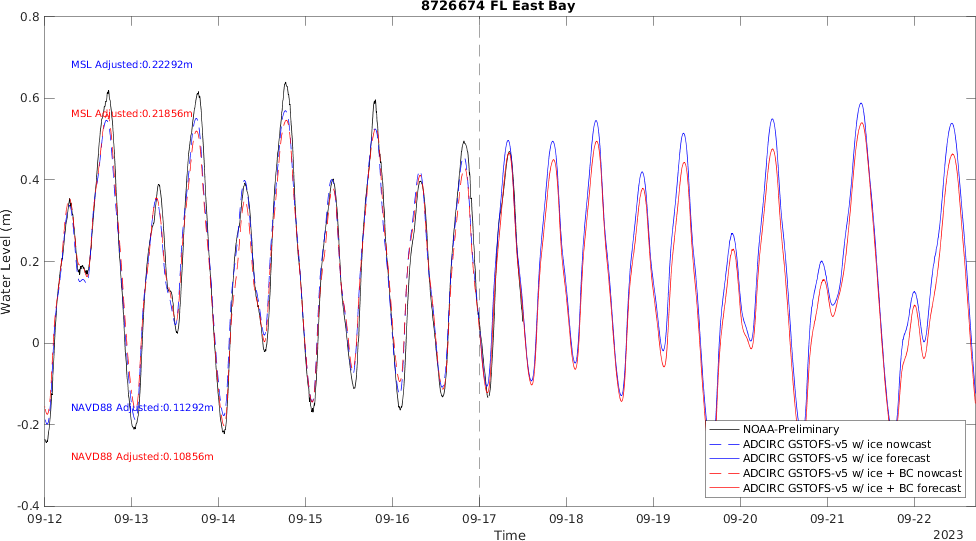 8726674 FL East Bay
0.8
MSL Adjusted:0.22292m
0.6
MSL Adjusted:0.21856m
0.4
0.2
Water Level (m)
0
NAVD88 Adjusted:0.11292m
-0.2
NAVD88 Adjusted:0.10856m
NOAA-Preliminary
ADCIRC GSTOFS-v5 w/ ice nowcast
ADCIRC GSTOFS-v5 w/ ice forecast
ADCIRC GSTOFS-v5 w/ ice + BC nowcast
ADCIRC GSTOFS-v5 w/ ice + BC forecast
-0.4
09-12 09-13 09-14 09-15 09-16 09-17 09-18 09-19 09-20 09-21 09-22
Time
2023